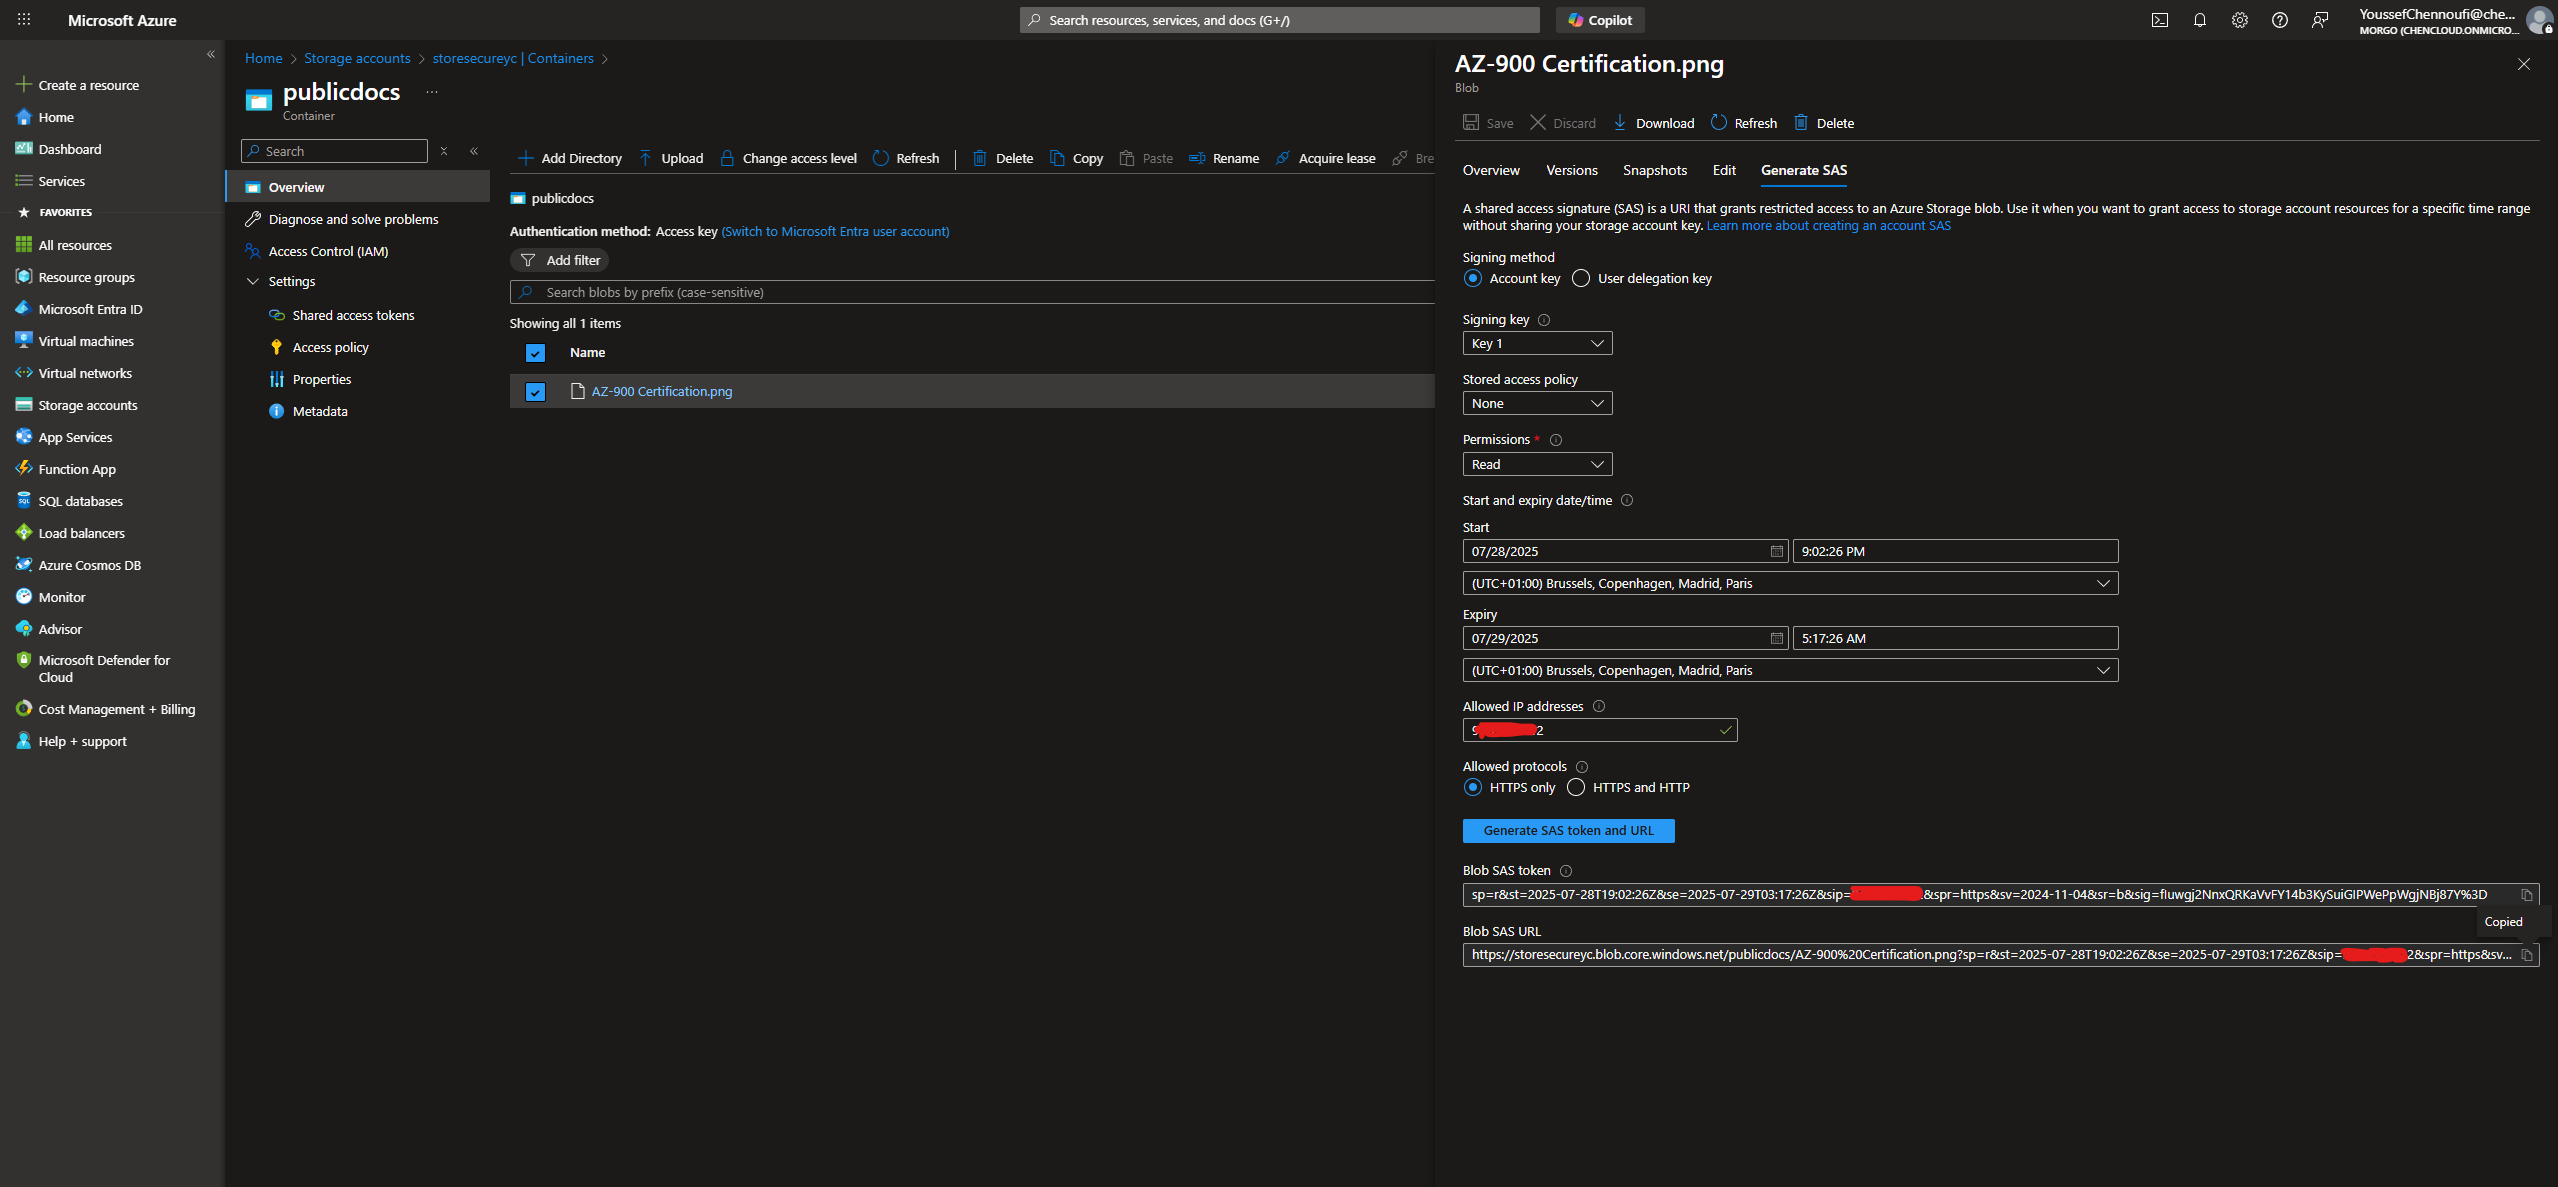 Microsoft Azure
Search resources, services, and docs (G+/)
Copilot
YoussefChennoufi@che...
MORGO (CHENCLOUD.ONMICRO...
Create a resource
Home
Dashboard
Services
FAVORITES
All resources
Resource groups
Microsoft Entra ID
Virtual machines
Virtual networks
Storage accounts
App Services
Function App
SQL databases
Load balancers
Azure Cosmos DB
Monitor
Advisor
Microsoft Defender for
Cloud
Cost Management + Billing
Help + support
Home > Storage accounts > storesecureyc | Containers >
publicdocs ...
Container
Search
Overview
Diagnose and solve problems
Access Control (IAM)
Settings
Shared access tokens
Access policy
Properties
Metadata
Add Directory Upload Change access level Refresh Delete Copy Paste Rename Acquire lease Bre
publicdocs
Authentication method: Access key (Switch to Microsoft Entra user account)
Add filter
Search blobs by prefix (case-sensitive)
Showing all 1 items
Name
AZ-900 Certification.png
AZ-900 Certification.png
Blob
Save Discard Download Refresh Delete
Overview Versions Snapshots Edit Generate SAS
A shared access signature (SAS) is a URI that grants restricted access to an Azure Storage blob. Use it when you want to grant access to storage account resources for a specific time range
without sharing your storage account key. Learn more about creating an account SAS
Signing method
Account key User delegation key
Signing key
Key 1
Stored access policy
None
Permissions *
Read
Start and expiry date/time
Start
07/28/2025 9:02:26 PM
(UTC+01:00) Brussels, Copenhagen, Madrid, Paris
Expiry
07/29/2025 5:17:26 AM
(UTC+01:00) Brussels, Copenhagen, Madrid, Paris
Allowed IP addresses
9 2
Allowed protocols
HTTPS only HTTPS and HTTP
Generate SAS token and URL
Blob SAS token
sp=r&st=2025-07-28T19:02:26Z&se=2025-07-29T03:17:26Z&sip= &spr=https&sv=2024-11-04&sr=b&sig=fIuwgj2NnxQRKaVvFY14b3KySuiGIPWePpWgjNBj87Y%3D
Copied
Blob SAS URL
https://storesecureyc.blob.core.windows.net/publicdocs/AZ-900%20Certification.png?sp=r&st=2025-07-28T19:02:26Z&se=2025-07-29T03:17:26Z&sip= 2&spr=https&sv...